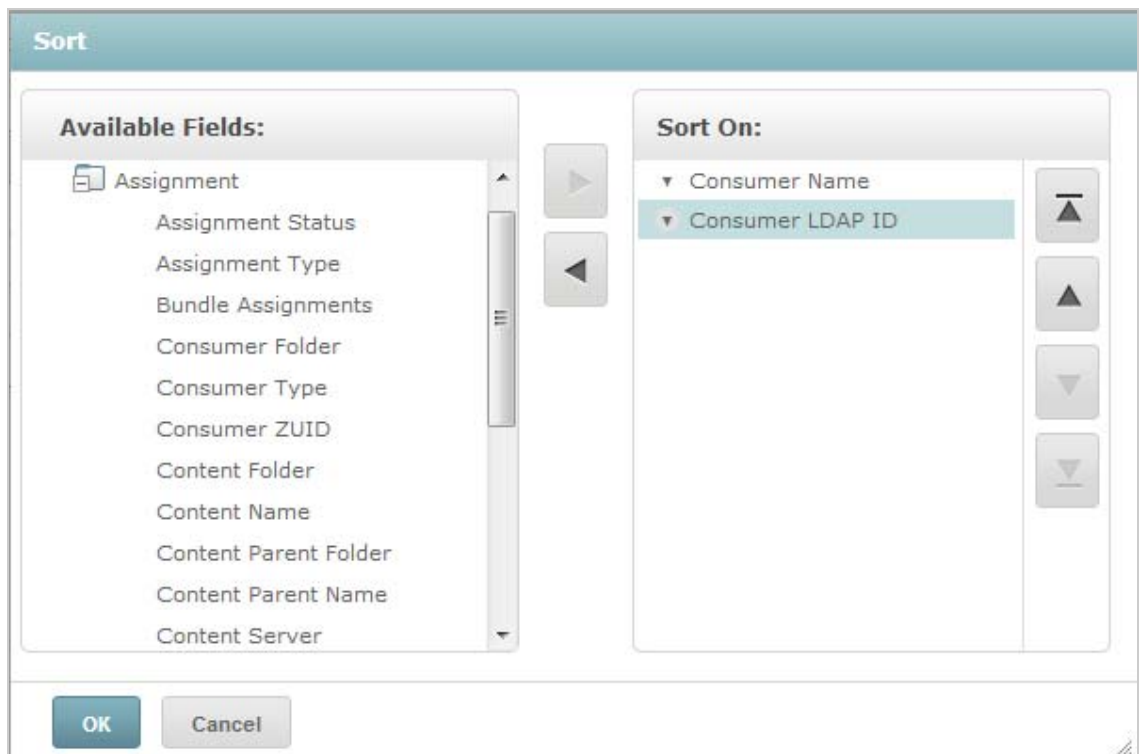 Sort
Available Fields:
Assignment
Assignment Status
Assignment Type
Bundle Assignments
Consumer Folder
Consumer Type
Consumer ZUID
Content Folder
Content Name
Content Parent Folder
Content Parent Name
Content Server
Sort On:
Consumer Name
Consumer LDAP ID
OK
Cancel